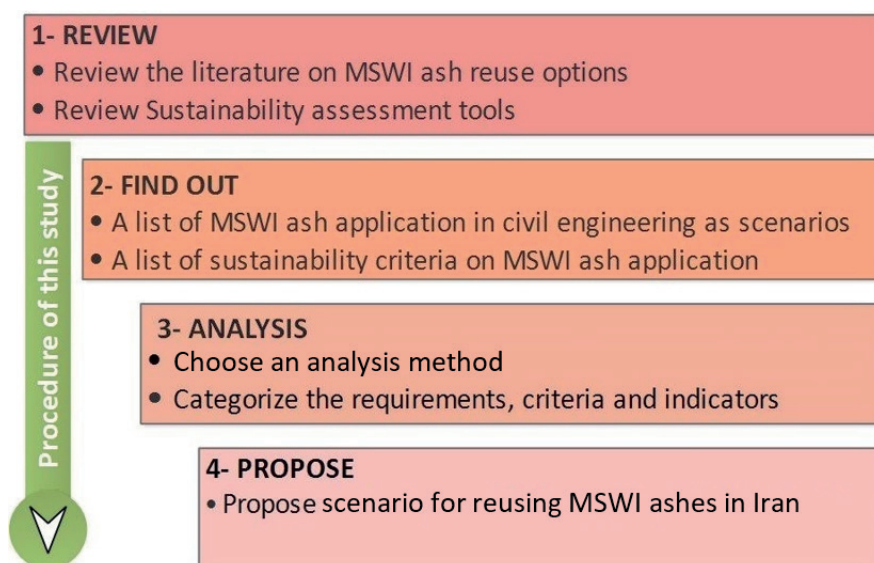 1- REVIEW
• Review the literature on MSWI ash reuse options
• Review Sustainability assessment tools
Procedure of this study
2- FIND OUT
• A list of MSWI ash application in civil engineering as scenarios
• A list of sustainability criteria on MSWI ash application
3- ANALYSIS
• Choose an analysis method
• Categorize the requirements, criteria and indicators
4- PROPOSE
• Propose scenario for reusing MSWI ashes in Iran